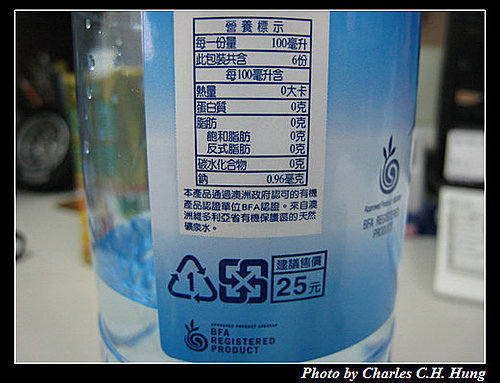 營養標示
每一份量 100毫升
此包裝共含 6份
每100毫升含
熱量 0大卡
蛋白質 0克
脂肪 0克
飽和脂肪 0克
反式脂肪 0克
碳水化合物 0克
鈉 0.96毫克
本產品通過澳洲政府認可的有機
產品認證單位BFA認證。來自澳
洲維多利亞省有機保護區的天然
礦泉水。
1
建議售價
25元
APPROVED PRODUCT
BFA
REGISTERED
PRODUCT
Approved Product
BFA REGISTERED
PRODUCT
Photo by Charles C.H. Hung